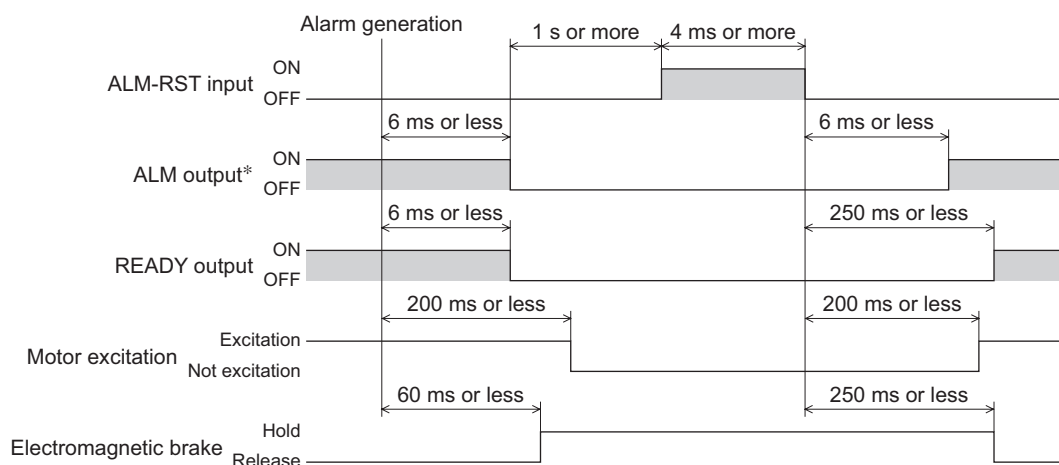 Alarm generation
1 s or more
4 ms or more
ALM-RST input
ON
OFF
6 ms or less
6 ms or less
ALM output*
ON
OFF
6 ms or less
250 ms or less
READY output
ON
OFF
200 ms or less
200 ms or less
Motor excitation
Excitation
Not excitation
60 ms or less
250 ms or less
Electromagnetic brake
Hold
Release